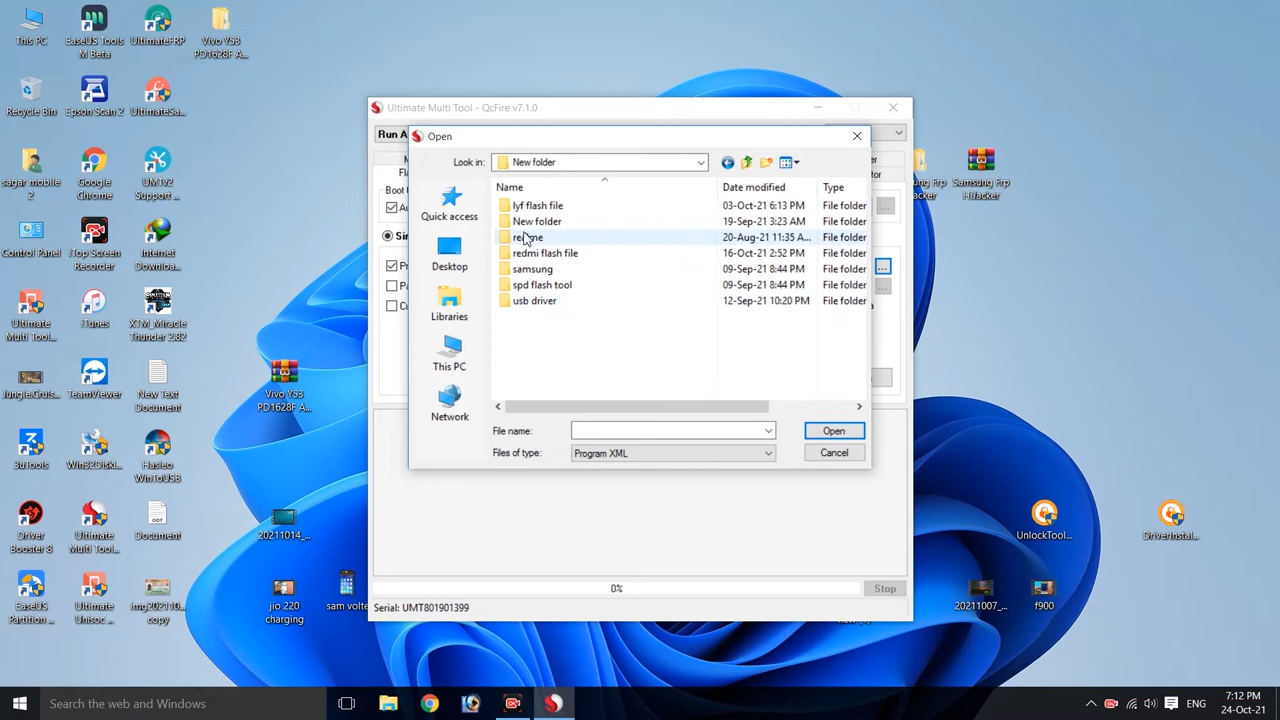 This PC
EaseUS Tools
M Beta
UltimateFRP
Vivo Y53
PD1628F A...
Recycle Bin
Epson Scan 2
UltimateSa...
sagar mobile
2
Google
Chrome
UMTv2
Support ...
Control Panel
iTop Screen
Recorder
Internet
Downloa...
Ultimate
Multi Tool...
iTunes
XTM_Miracle
Thunder 2.82
JungleCruis...
TeamViewer
New Text
Document
Vivo Y53
PD1628F A...
3uTools
Win32Diskl...
Hasleo
WinToUSB
Driver
Booster 8
Ultimate
Multi Tool...
Document
20211014_...
EaseUS
Partition ...
Ultimate
Unisoc ...
img202110...
copy
jio 220
charging
sam volte
Ultimate Multi Tool - QcFire v7.1.0
Run A
Open
Look in:
New folder
Name
Date modified
Type
lyf flash file
03-Oct-21 6:13 PM
File folder
New folder
19-Sep-21 3:23 AM
File folder
20-Aug-21 11:35 A...
File folder
redmi flash file
16-Oct-21 2:52 PM
File folder
samsung
09-Sep-21 8:44 PM
File folder
spd flash tool
09-Sep-21 8:44 PM
File folder
usb driver
12-Sep-21 10:20 PM
File folder
Quick access
Desktop
Libraries
This PC
Network
File name:
Open
Files of type:
Program XML
Cancel
0%
Stop
Serial: UMT801901399
Samsung Frp
HiJacker
UnlockTool...
DriverInstal...
20211007_...
f900
Search the web and Windows
ENG
7:12 PM
24-Oct-21